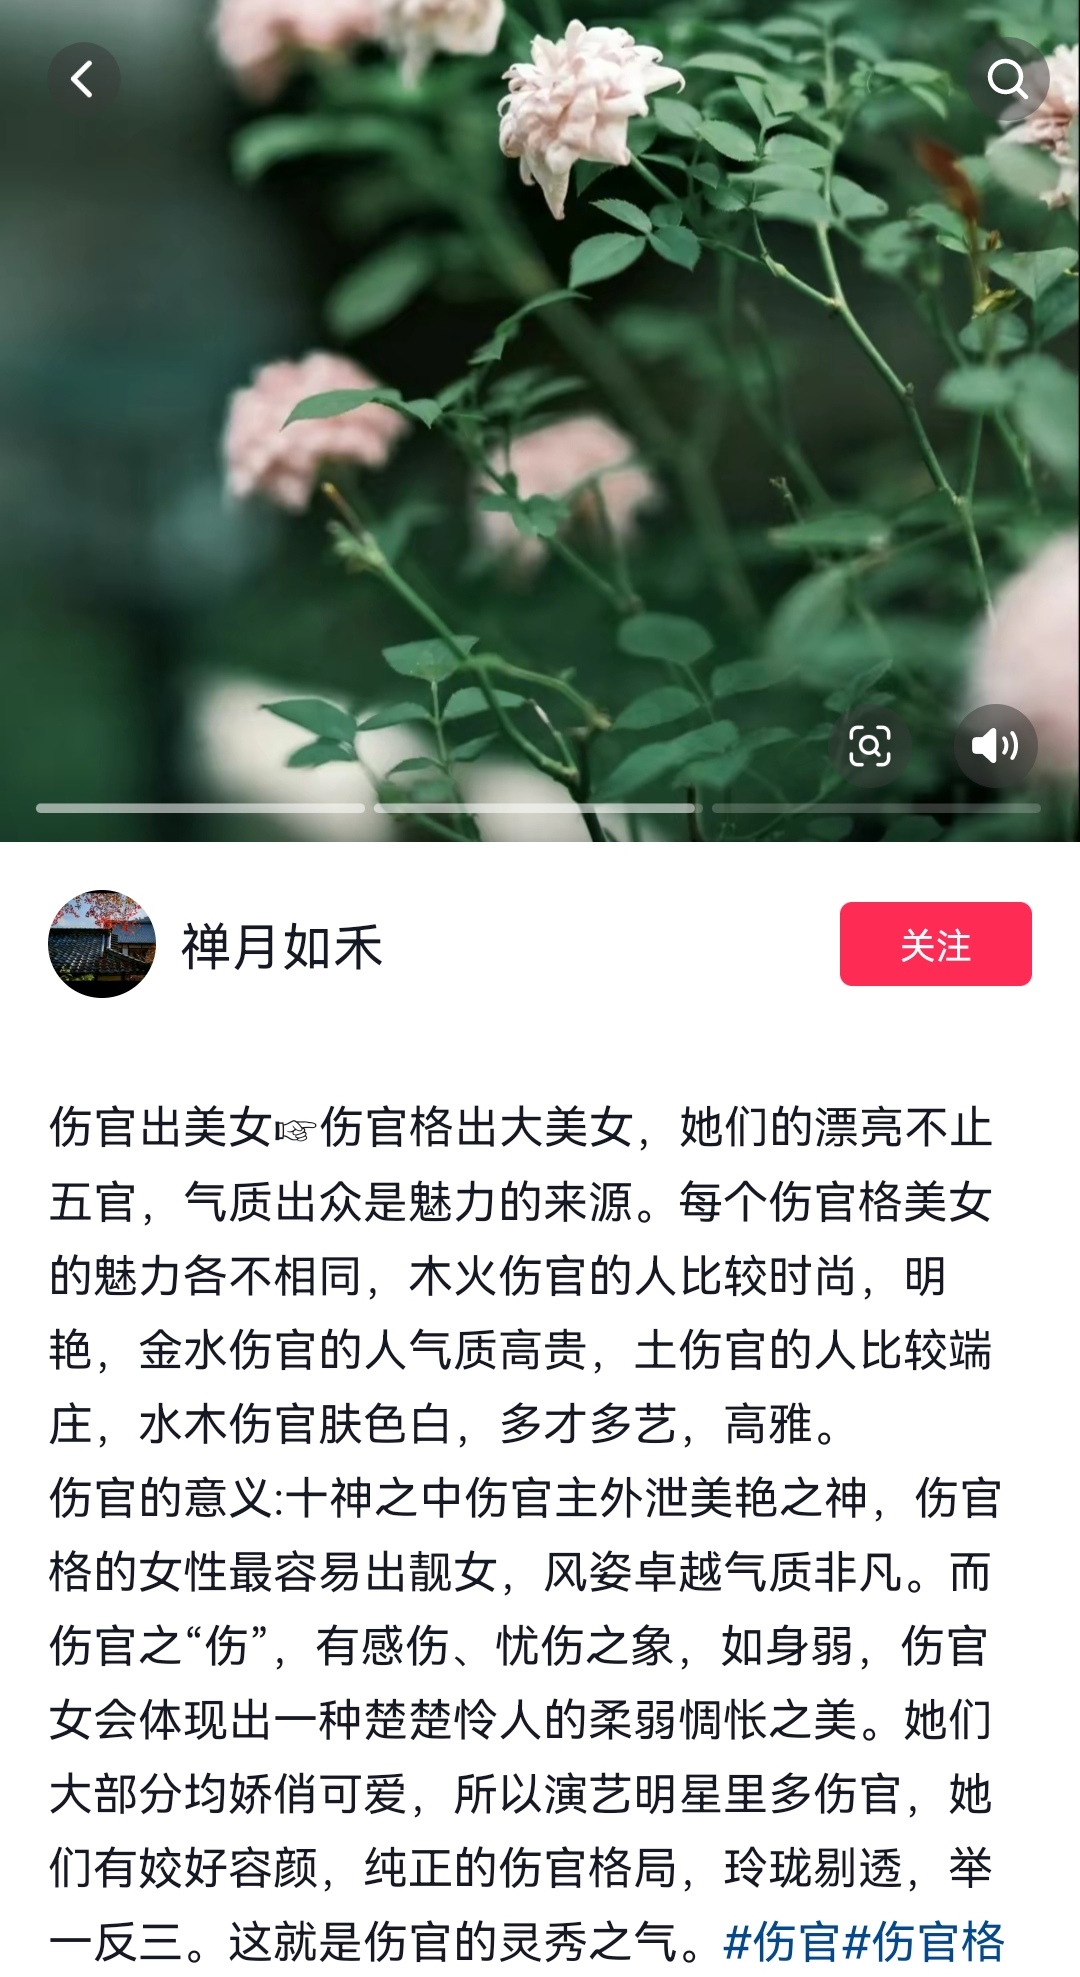 禅月如禾
关注
伤官出美女☞伤官格出大美女，她们的漂亮不止
五官，气质出众是魅力的来源。每个伤官格美女
的魅力各不相同，木火伤官的人比较时尚，明
艳，金水伤官的人气质高贵，土伤官的人比较端
庄，水木伤官肤色白，多才多艺，高雅。
伤官的意义:十神之中伤官主外泄美艳之神，伤官
格的女性最容易出靓女，风姿卓越气质非凡。而
伤官之“伤”，有感伤、忧伤之象，如身弱，伤官
女会体现出一种楚楚怜人的柔弱惆怅之美。她们
大部分均娇俏可爱，所以演艺明星里多伤官，她
们有姣好容颜，纯正的伤官格局，玲珑剔透，举
一反三。这就是伤官的灵秀之气。#伤官#伤官格